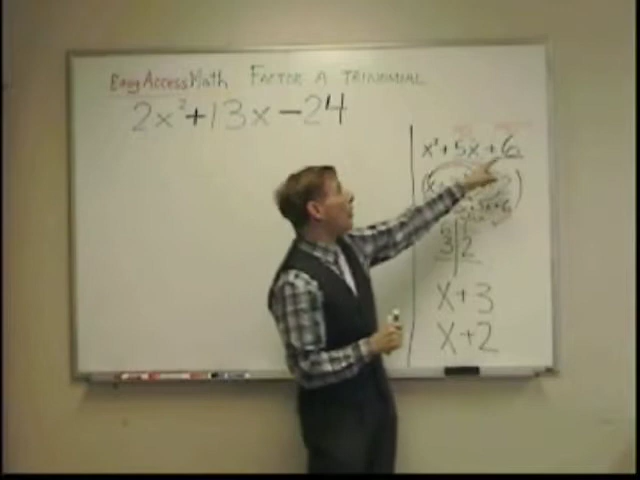 EasyAccessMath FACTOR A TRINOMIAL
2x²+13x-24
x²+5x+6
3 2
x+3
x+2